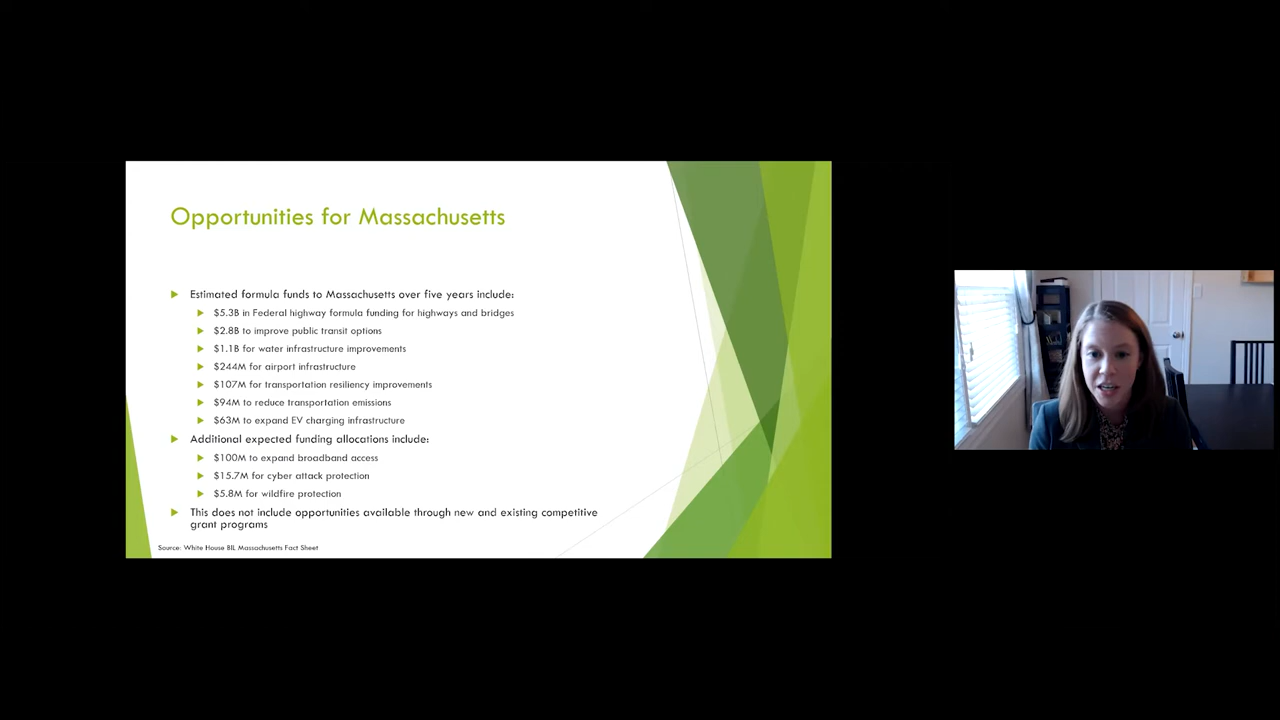 Opportunities for Massachusetts
Estimated formula funds to Massachusetts over five years include:
$5.3B in Federal highway formula funding for highways and bridges
$2.8B to improve public transit options
$1.1B for water infrastructure improvements
$244M for airport infrastructure
$107M for transportation resiliency improvements
$94M to reduce transportation emissions
$63M to expand EV charging infrastructure
Additional expected funding allocations include:
$100M to expand broadband access
$15.7M for cyber attack protection
$5.8M for wildfire protection
This does not include opportunities available through new and existing competitive
grant programs
Source: White House BIL Massachusetts Fact Sheet